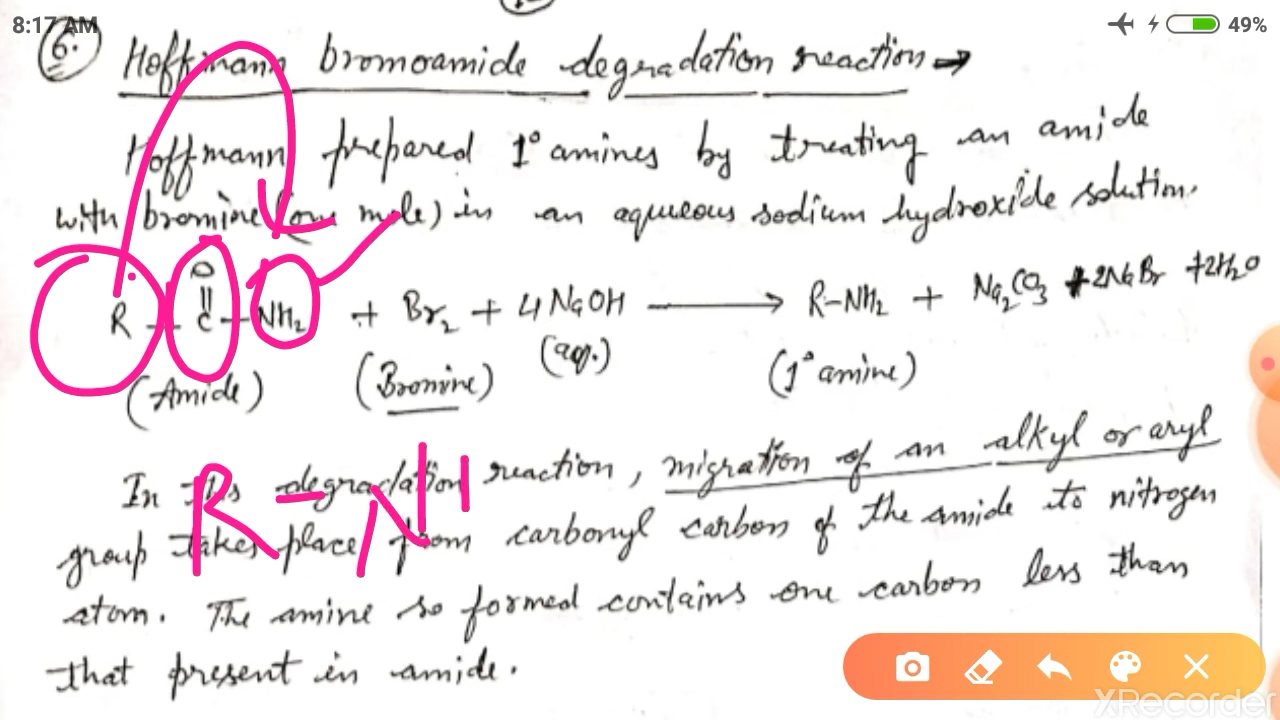 8:17 AM
49%
6. Hoffmann bromoamide degradation reaction →
Hoffmann prepared 1° amines by treating an amide
with bromine (one mole) in an aqueous sodium hydroxide solution.
O
R - C - NH₂ + Br₂ + 4NaOH → R-NH₂ + Na₂CO₃ + 2NaBr + 2H₂O
(Amide) (Bromine) (aq.) (1° amine)
In this degradation reaction, migration of an alkyl or aryl
R - NH
group takes place from carbonyl carbon of the amide to nitrogen
atom. The amine so formed contains one carbon less than
that present in amide.
XRecorder